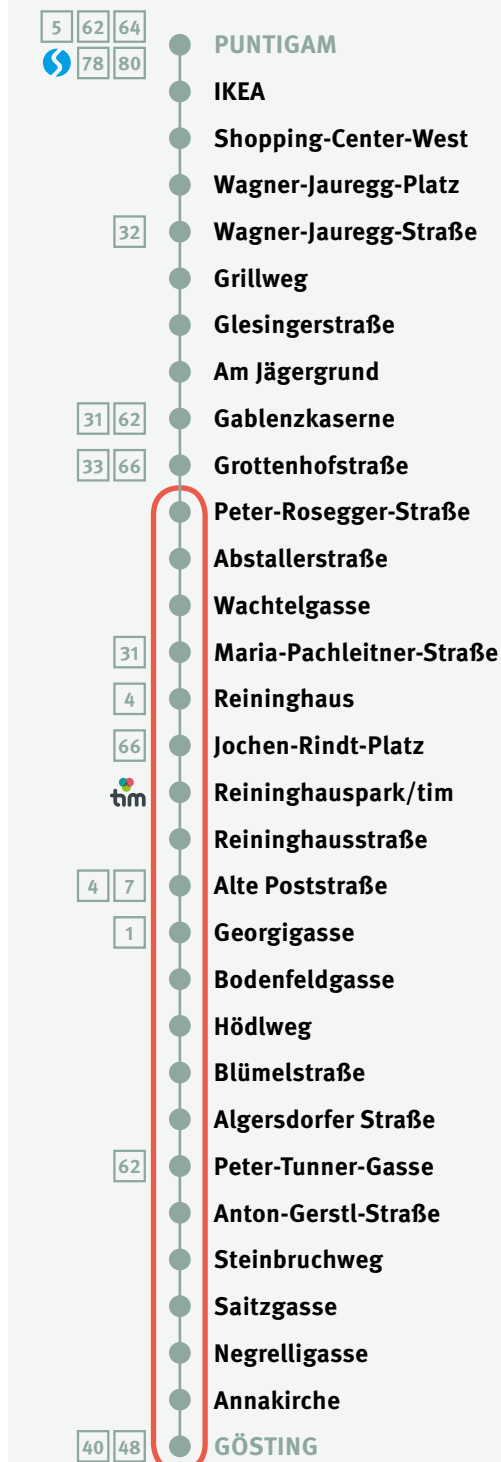 5 62 64
78 80
PUNTIGAM
IKEA
Shopping-Center-West
Wagner-Jauregg-Platz
32 Wagner-Jauregg-Straße
Grillweg
Glesingerstraße
Am Jägergrund
31 62 Gablenzkaserne
33 66 Grottenhofstraße
Peter-Rosegger-Straße
Abstallerstraße
Wachtelgasse
31 Maria-Pachleitner-Straße
4 Reininghaus
66 Jochen-Rindt-Platz
tim Reininghauspark/tim
Reininghausstraße
4 7 Alte Poststraße
1 Georgigasse
Bodenfeldgasse
Hödlweg
Blümelstraße
Algersdorfer Straße
62 Peter-Tunner-Gasse
Anton-Gerstl-Straße
Steinbruchweg
Saitzgasse
Negrelligasse
Annakirche
40 48 GÖSTING